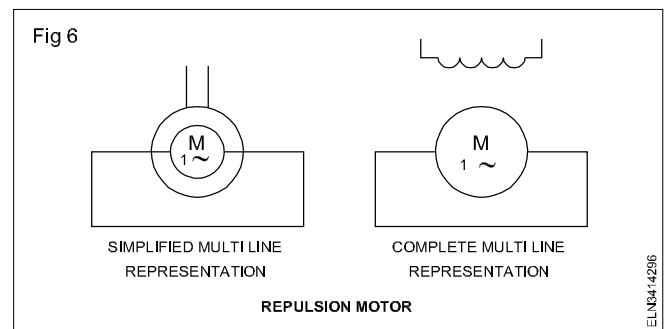 Fig 6
M
1 ~
M
1 ~
SIMPLIFIED MULTI LINE
REPRESENTATION
COMPLETE MULTI LINE
REPRESENTATION
REPULSION MOTOR
ELN3414296